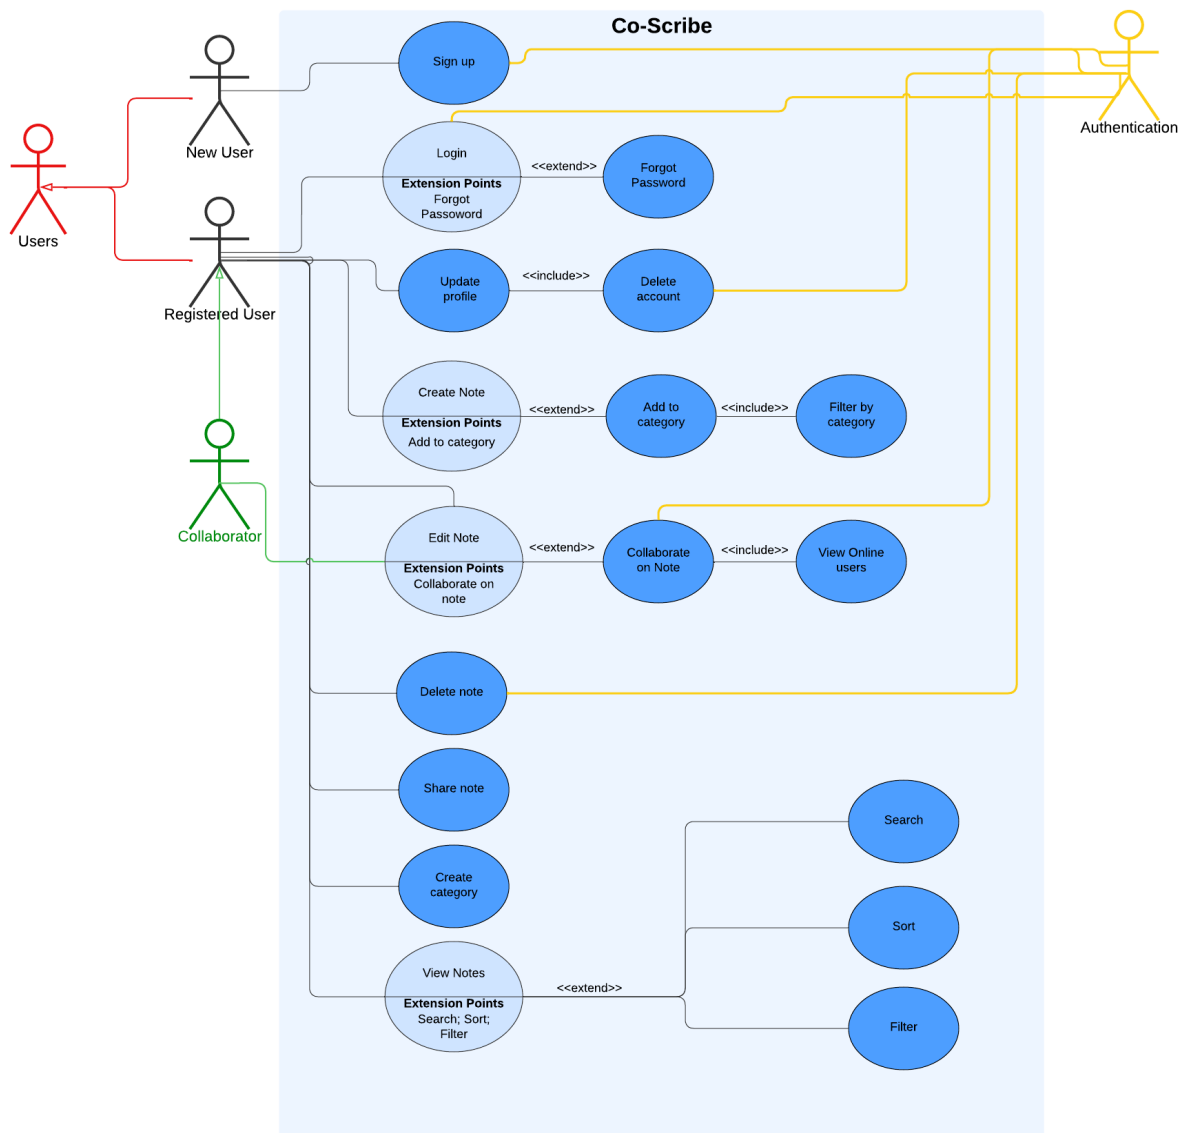 Co-Scribe
Sign up
Authentication
New User
Users
Login
Extension Points
Forgot
Passoword
<<extend>>
Forgot
Password
Registered User
Update
profile
<<include>>
Delete
account
Create Note
Extension Points
Add to category
<<extend>>
Add to
category
<<include>>
Filter by
category
Collaborator
Edit Note
Extension Points
Collaborate on
note
<<extend>>
Collaborate
on Note
<<include>>
View Online
users
Delete note
Share note
Create
category
View Notes
Extension Points
Search; Sort;
Filter
<<extend>>
Search
Sort
Filter